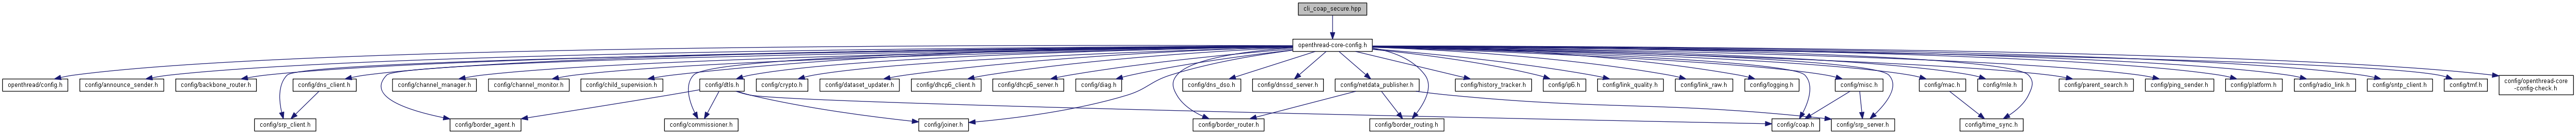 cli_coap_secure.hpp
openthread-core-config.h
openthread/config.h
config/announce_sender.h
config/backbone_router.h
config/dns_client.h
config/channel_manager.h
config/channel_monitor.h
config/child_supervision.h
config/dtls.h
config/crypto.h
config/dataset_updater.h
config/dhcp6_client.h
config/dhcp6_server.h
config/diag.h
config/dns_dso.h
config/dnssd_server.h
config/netdata_publisher.h
config/history_tracker.h
config/ip6.h
config/link_quality.h
config/link_raw.h
config/logging.h
config/misc.h
config/mac.h
config/mle.h
config/parent_search.h
config/ping_sender.h
config/platform.h
config/radio_link.h
config/sntp_client.h
config/tmf.h
config/openthread-core
-config-check.h
config/srp_client.h
config/border_agent.h
config/commissioner.h
config/joiner.h
config/border_router.h
config/border_routing.h
config/coap.h
config/srp_server.h
config/time_sync.h